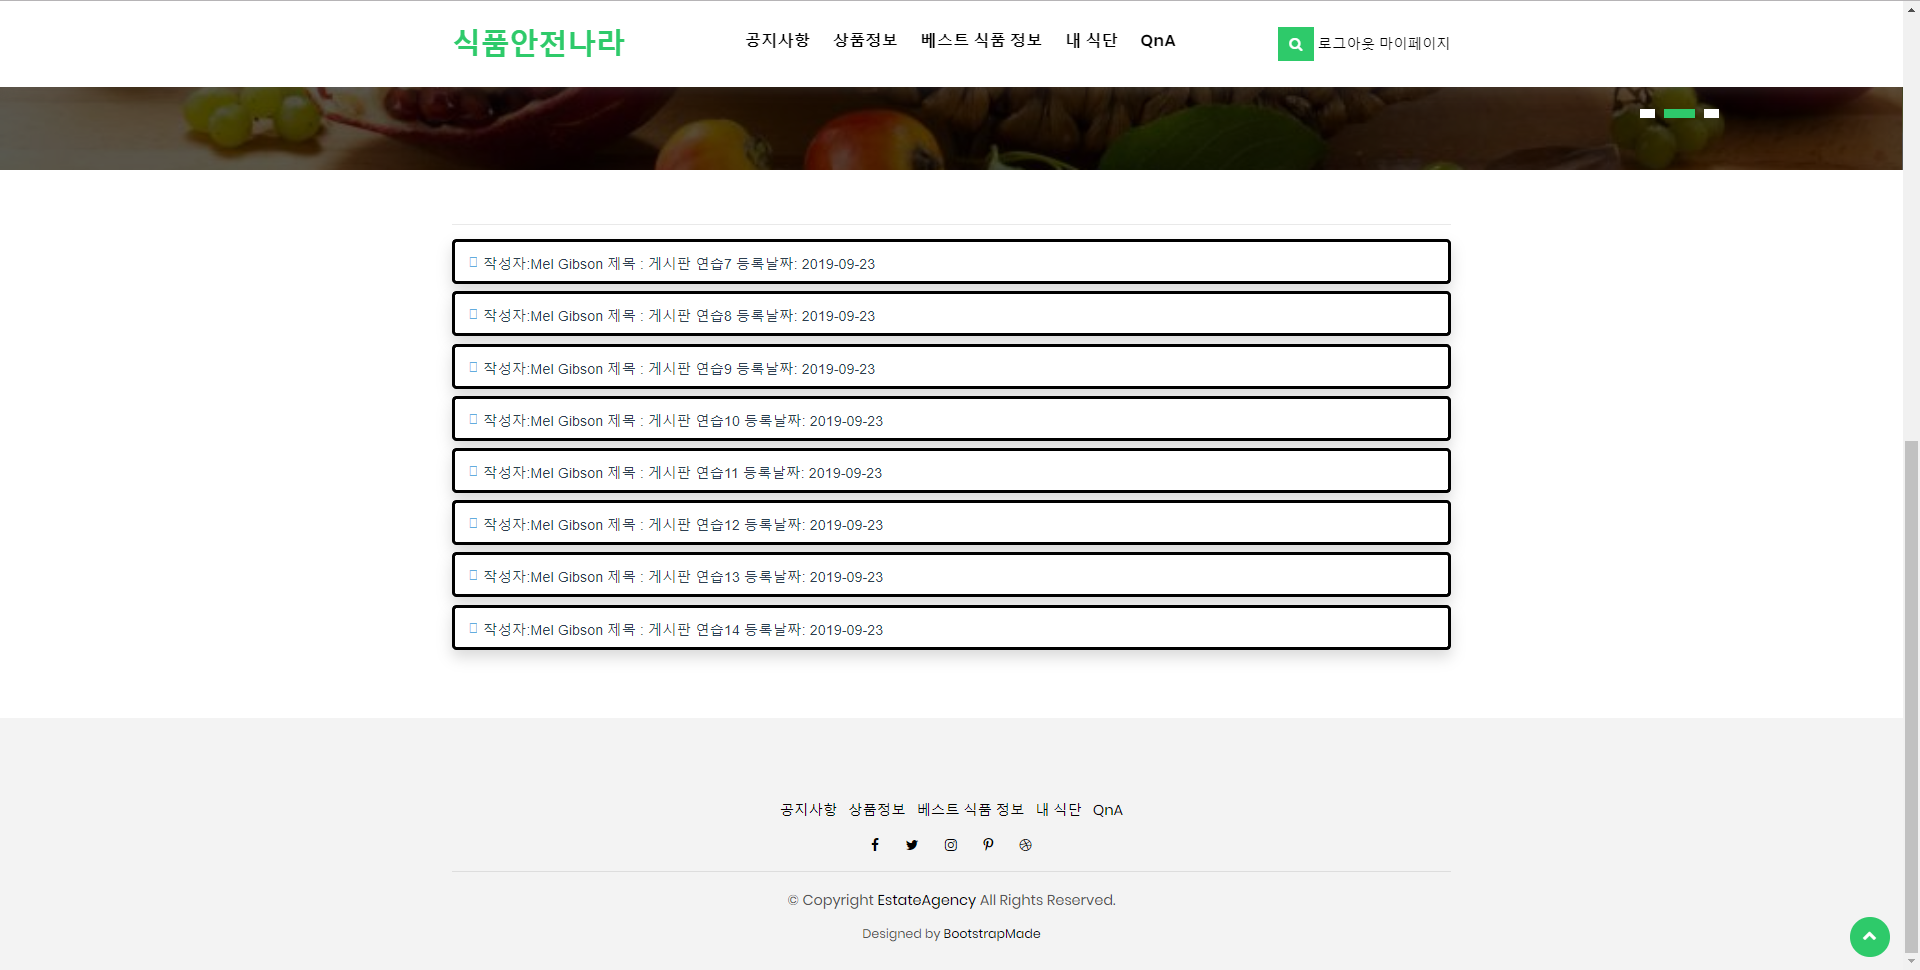 식품안전나라
공지사항 상품정보 베스트 식품 정보 내 식단 QnA
로그아웃 마이페이지
작성자:Mel Gibson 제목 : 게시판 연습7 등록날짜: 2019-09-23
작성자:Mel Gibson 제목 : 게시판 연습8 등록날짜: 2019-09-23
작성자:Mel Gibson 제목 : 게시판 연습9 등록날짜: 2019-09-23
작성자:Mel Gibson 제목 : 게시판 연습10 등록날짜: 2019-09-23
작성자:Mel Gibson 제목 : 게시판 연습11 등록날짜: 2019-09-23
작성자:Mel Gibson 제목 : 게시판 연습12 등록날짜: 2019-09-23
작성자:Mel Gibson 제목 : 게시판 연습13 등록날짜: 2019-09-23
작성자:Mel Gibson 제목 : 게시판 연습14 등록날짜: 2019-09-23
공지사항 상품정보 베스트 식품 정보 내 식단 QnA
© Copyright EstateAgency All Rights Reserved.
Designed by BootstrapMade